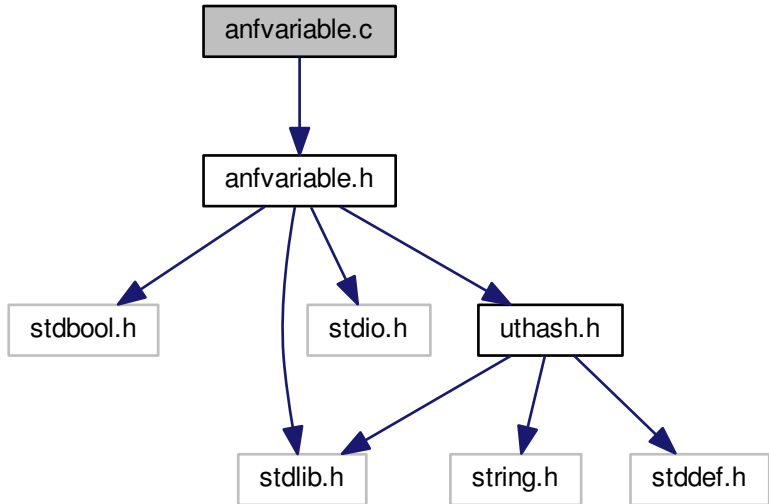 anfvariable.c
anfvariable.h
stdbool.h
stdio.h
uthash.h
stdlib.h
string.h
stddef.h